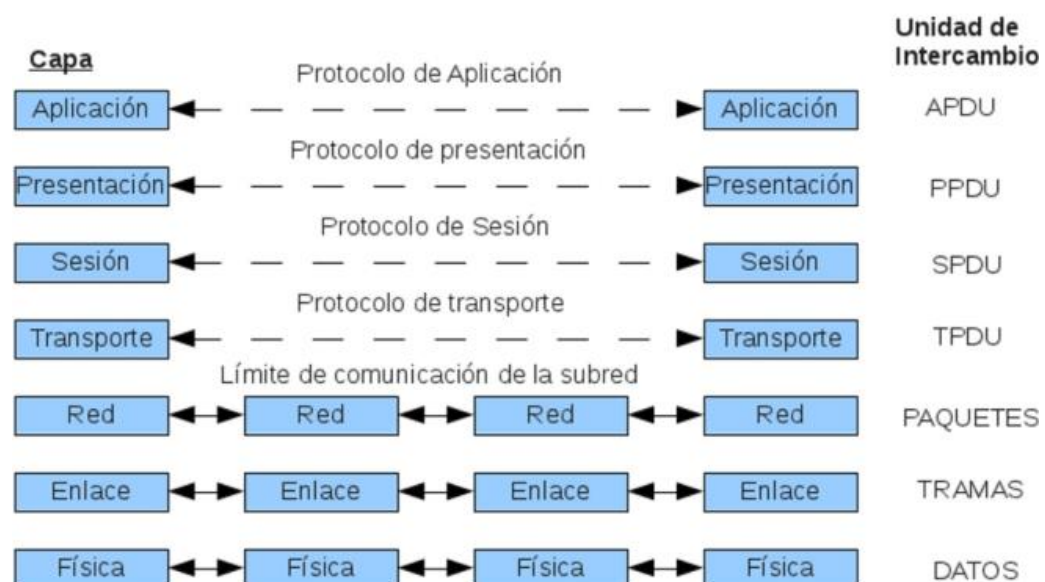 Unidad de
Intercambio
Capa
Protocolo de Aplicación
Aplicación Aplicación APDU
Protocolo de presentación
Presentación Presentación PPDU
Protocolo de Sesión
Sesión Sesión SPDU
Protocolo de transporte
Transporte Transporte TPDU
Límite de comunicación de la subred
Red Red Red Red PAQUETES
Enlace Enlace Enlace Enlace TRAMAS
Física Física Física Física DATOS